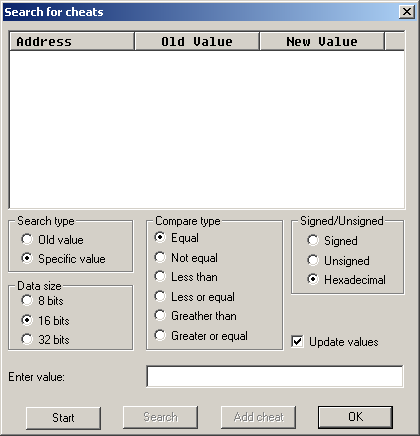 Search for cheats
Address Old Value New Value
Search type
Old value
Specific value
Data size
8 bits
16 bits
32 bits
Compare type
Equal
Not equal
Less than
Less or equal
Greather than
Greater or equal
Signed/Unsigned
Signed
Unsigned
Hexadecimal
Update values
Enter value:
Start Search Add cheat OK